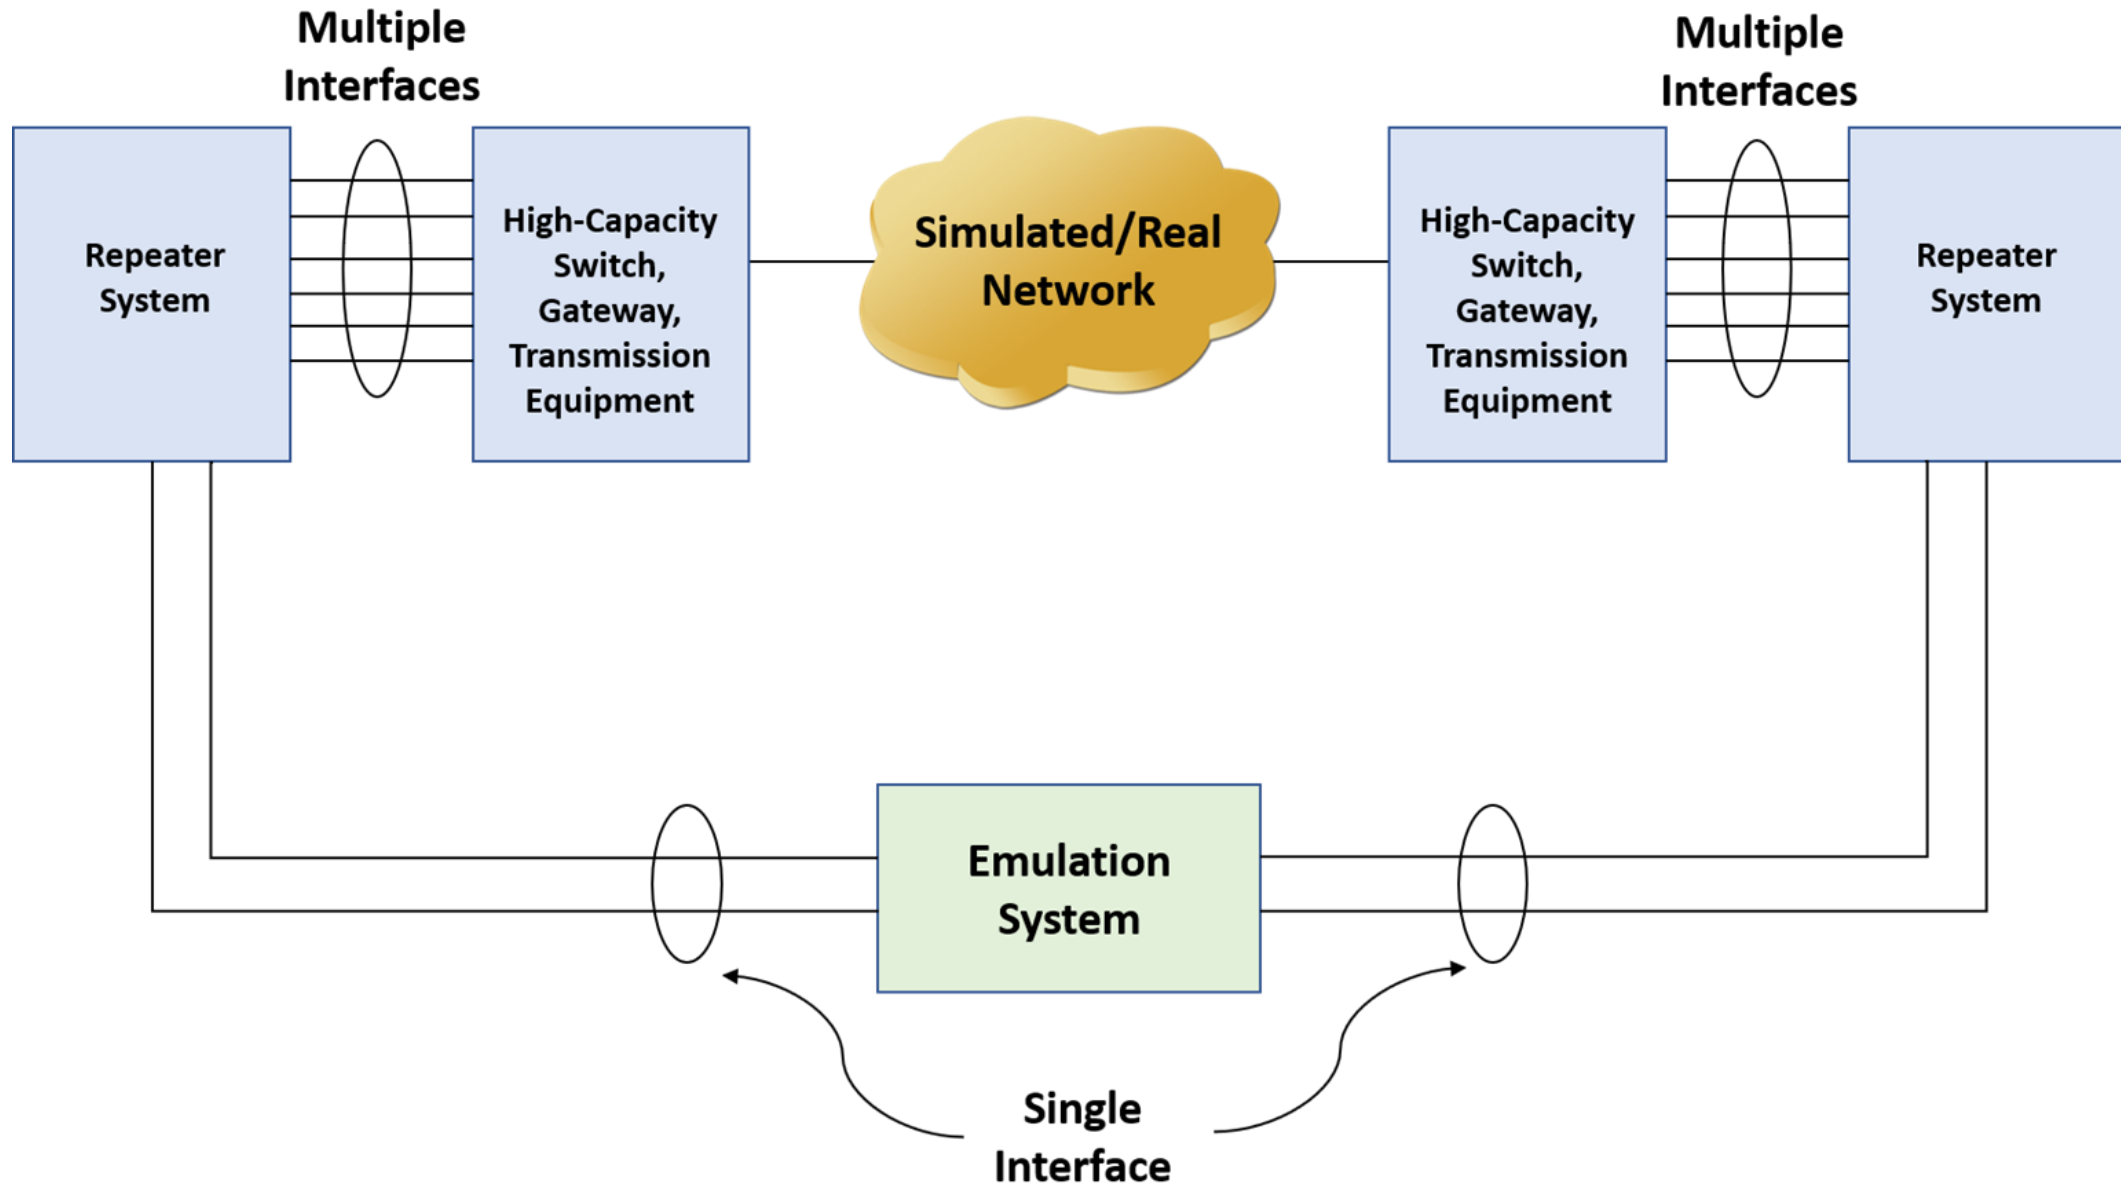 Multiple
Interfaces
Multiple
Interfaces
Repeater
System
High-Capacity
Switch,
Gateway,
Transmission
Equipment
Simulated/Real
Network
High-Capacity
Switch,
Gateway,
Transmission
Equipment
Repeater
System
Emulation
System
Single
Interface